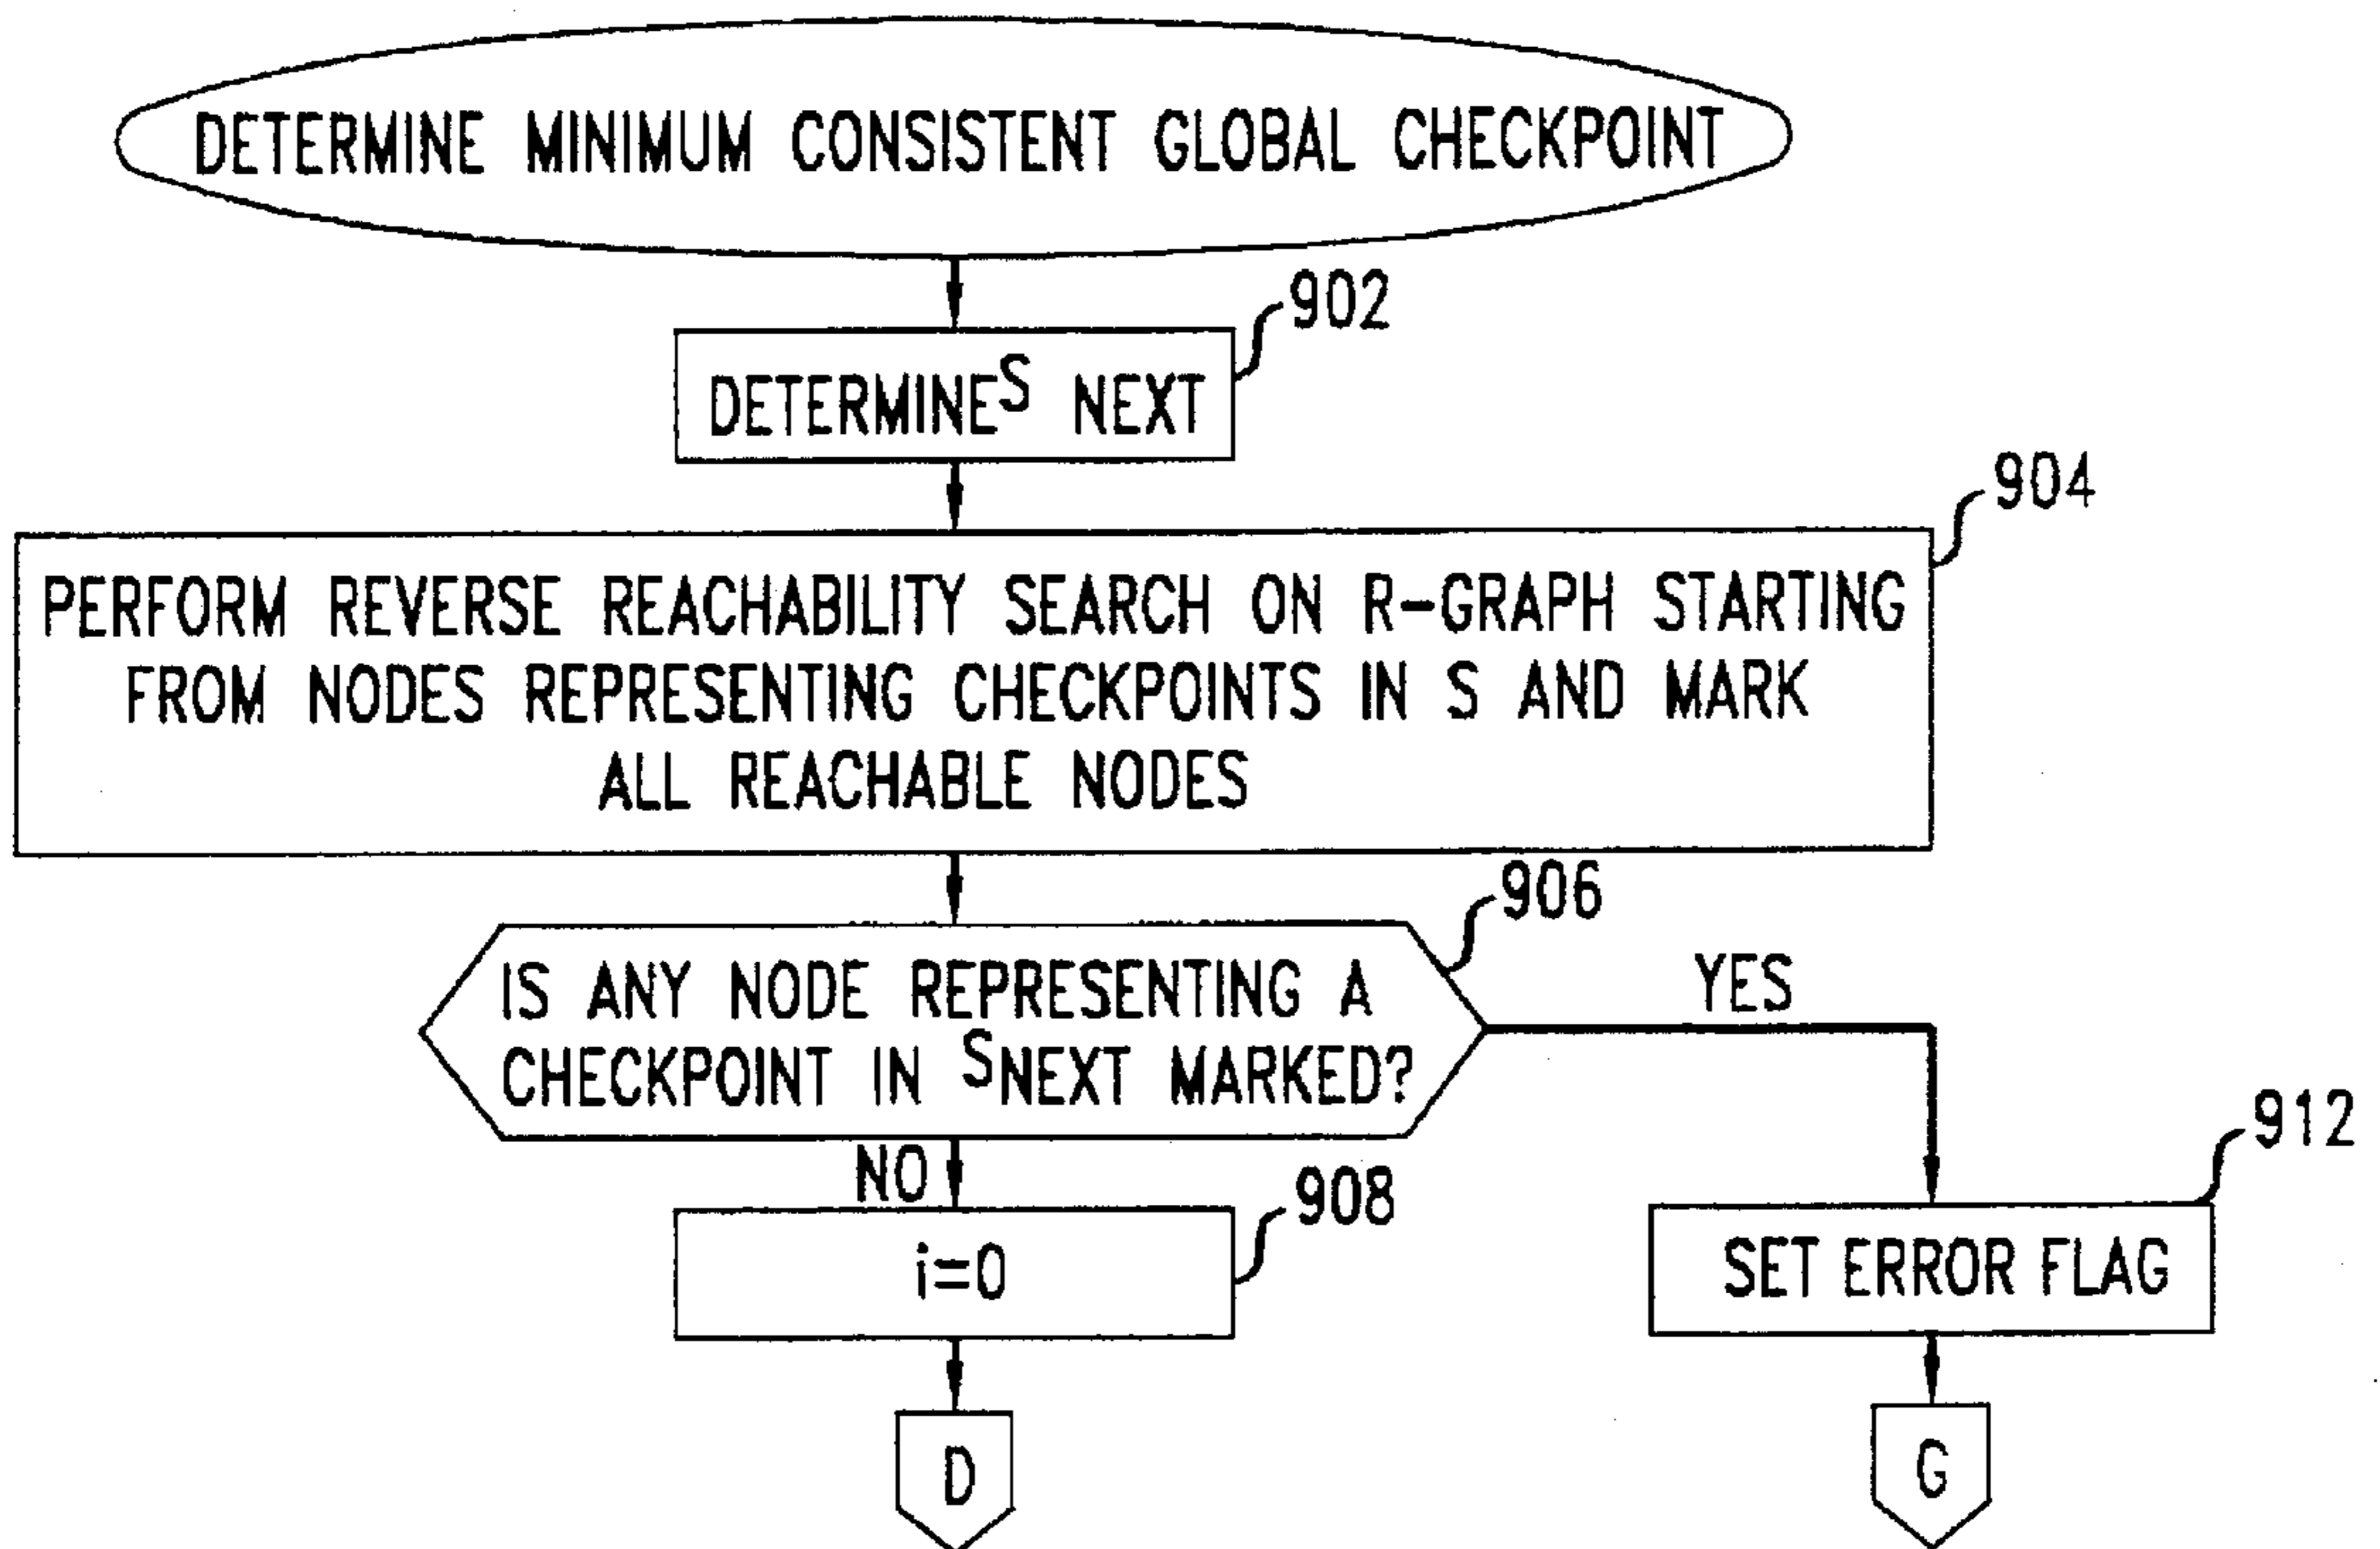 DETERMINE MINIMUM CONSISTENT GLOBAL CHECKPOINT
902
DETERMINE S NEXT
904
PERFORM REVERSE REACHABILITY SEARCH ON R-GRAPH STARTING
FROM NODES REPRESENTING CHECKPOINTS IN S AND MARK
ALL REACHABLE NODES
906
IS ANY NODE REPRESENTING A
CHECKPOINT IN SNEXT MARKED?
YES
NO
912
908
i=0
SET ERROR FLAG
D
G